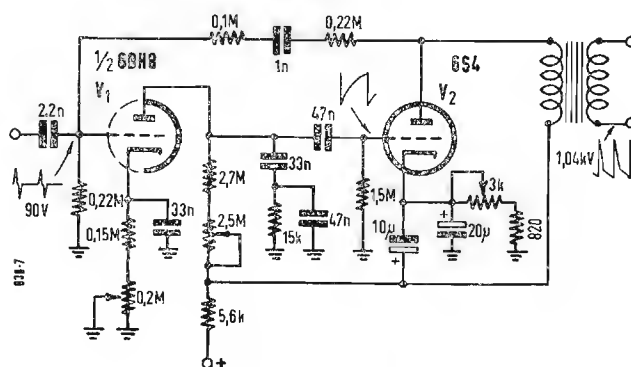 0,1M
1n
0,22M
½ 6BH8
V1
6S4
V2
2.2n
47n
1,04kV
90V
0,22M
0,15M
33n
0,2M
2,7M
2,5M
5,6k
+
33n
15k
47n
1,5M
10µ
+
+
20µ
3k
820
838-7